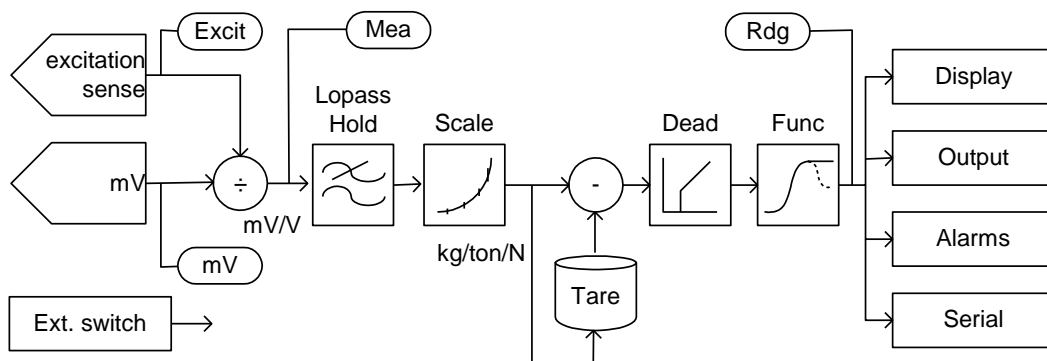 Excit
Mea
Rdg
excitation
sense
Display
Lopass
Hold
Scale
Dead
Func
mV
÷
-
Output
mV/V
kg/ton/N
Alarms
mV
Tare
Ext. switch
Serial